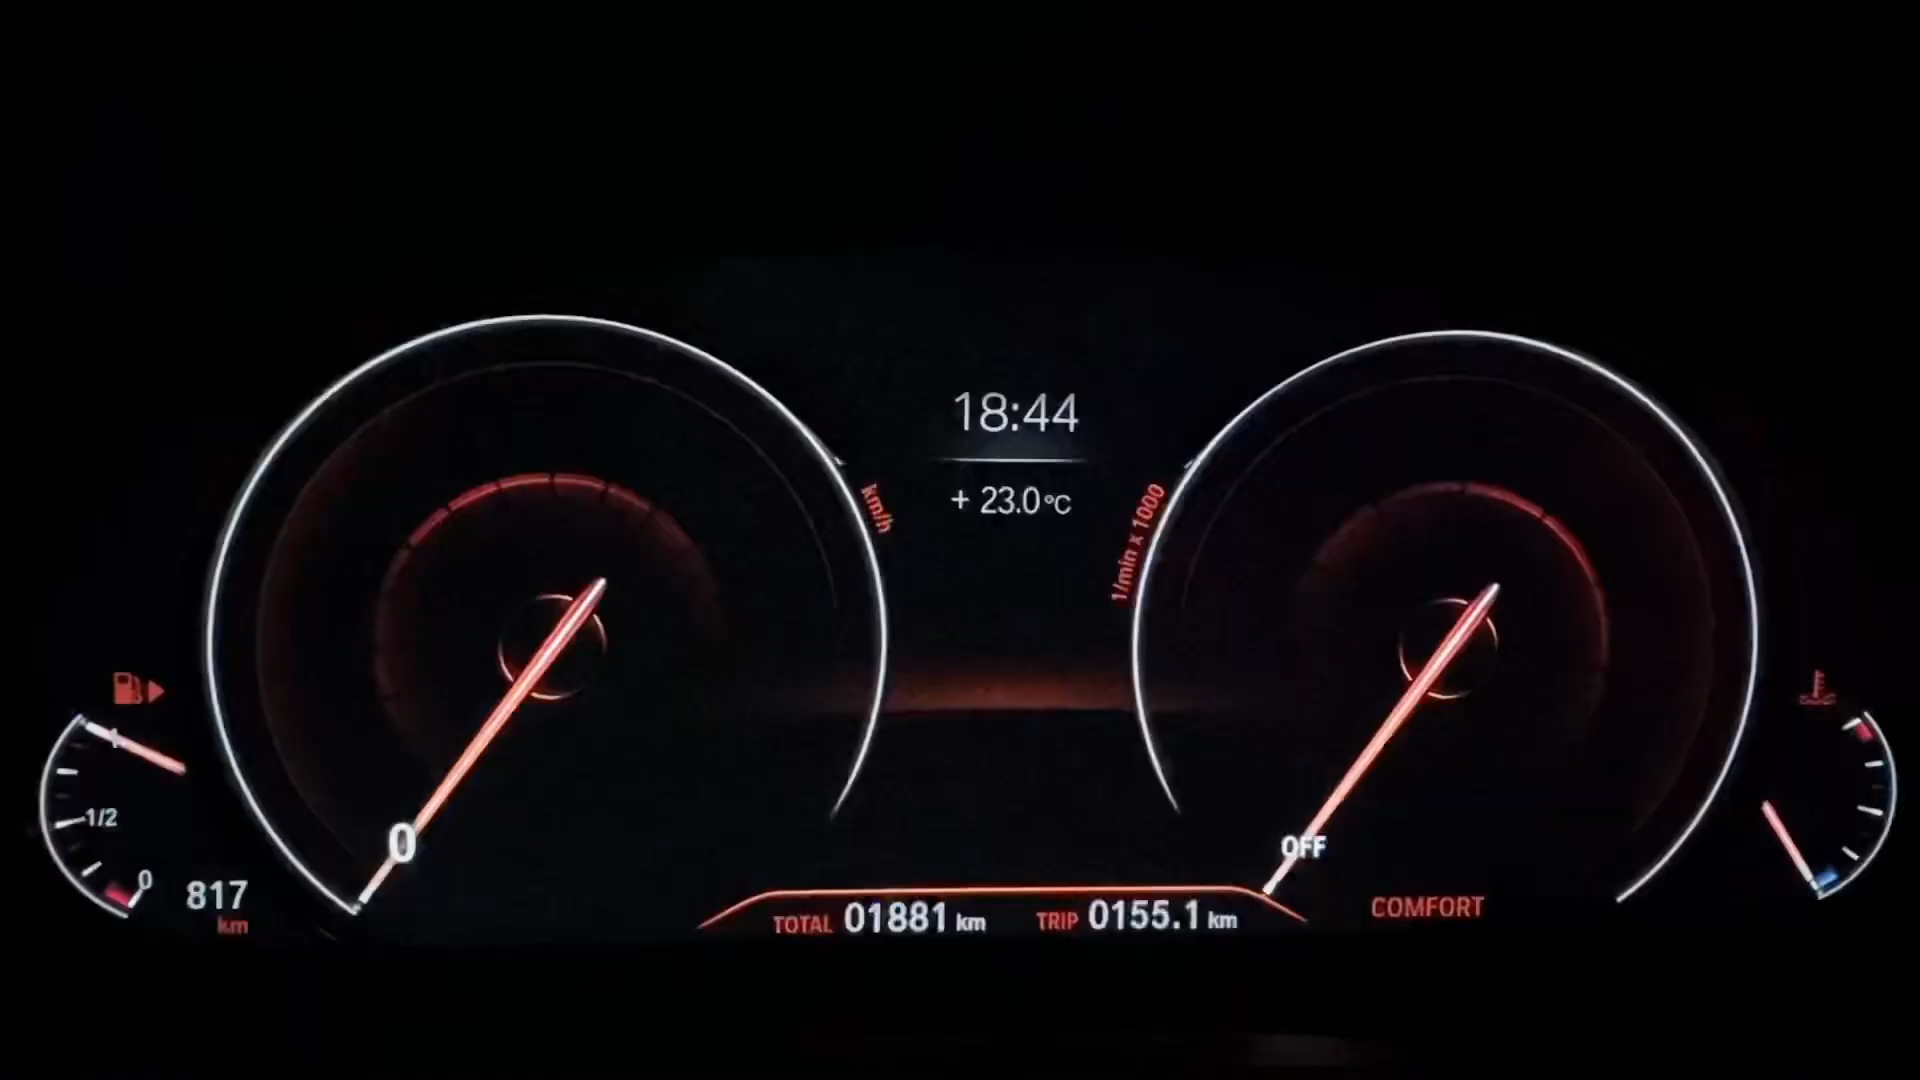 18:44
+ 23.0°C
km/h
1/min x 1000
1
1/2
0
817
km
0
OFF
TOTAL 01881 km
TRIP 0155.1 km
COMFORT